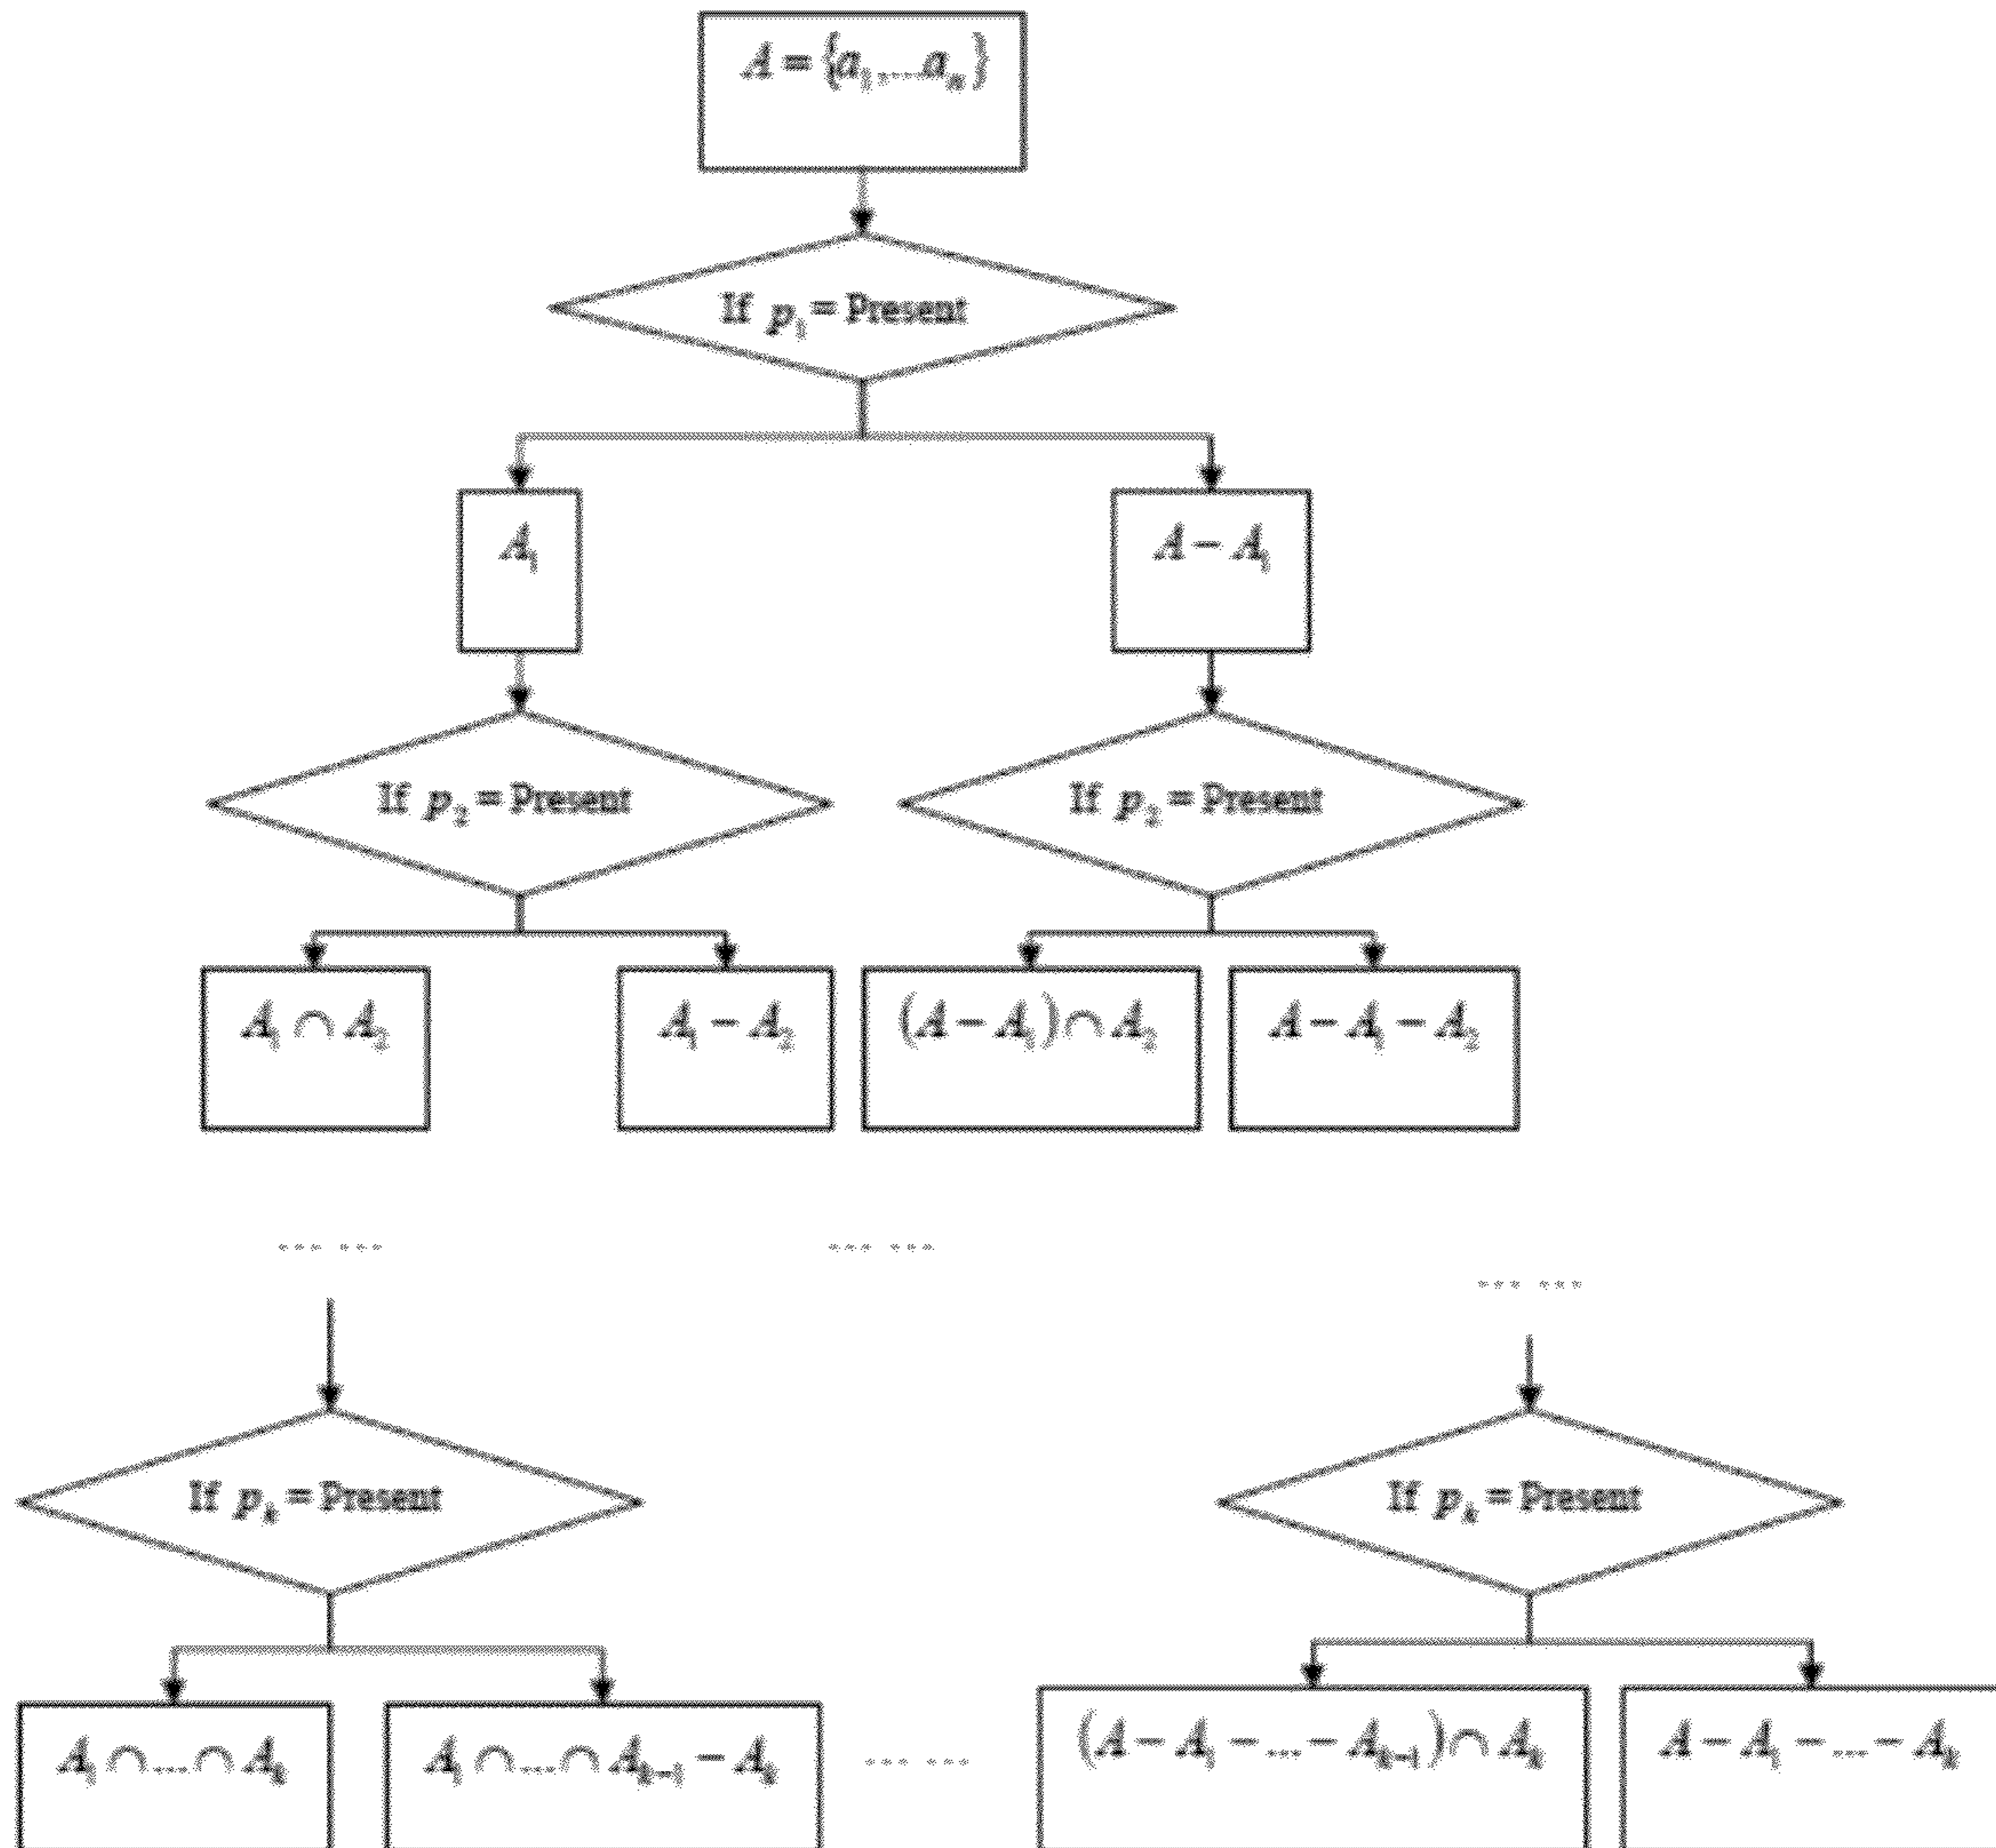 A = {a₁,...aₙ}
If p₁ = Present
A₁
A − A₁
If p₂ = Present
If p₂ = Present
A₁ ∩ A₂
A₁ − A₂
(A − A₁) ∩ A₂
A − A₁ − A₂
... ...
... ...
... ...
If pₖ = Present
If pₖ = Present
A₁ ∩ ... ∩ Aₖ
A₁ ∩ ... ∩ Aₖ₋₁ − Aₖ
... ...
(A − A₁ − ... − Aₖ₋₁) ∩ Aₖ
A − A₁ − ... − Aₖ